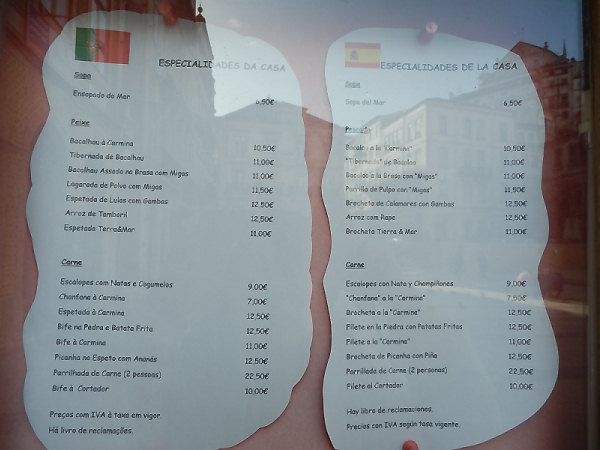 ESPECIALIDADES DA CASA
Sopa
Ensopado do Mar 6,50€
Peixe
Bacalhau à Carmina 10,50€
Tibornada de Bacalhau 11,00€
Bacalhau Assado na Brasa com Migas 11,00€
Lagarada de Polvo com Migas 11,50€
Espetada de Lulas com Gambas 12,50€
Arroz de Tamboril 12,50€
Espetada Terra&Mar 11,00€
Carne
Escalopes com Natas e Cogumelos 9,00€
Chanfana à Carmina 7,00€
Espetada à Carmina 12,50€
Bife na Pedra e Batata Frita 12,50€
Bife à Carmina 11,00€
Picanha no Espeto com Ananás 12,50€
Parrilhada de Carne (2 pessoas) 22,50€
Bife à Cortador 10,00€
Preços com IVA à taxa em vigor.
Há livro de reclamações.
ESPECIALIDADES DE LA CASA
Sopa
Sopa del Mar 6,50€
Pescado
Bacalao a la "Carmina" 10,50€
"Tibornada" de Bacalao 11,00€
Bacalao a la Brasa con "Migas" 11,00€
Parrilla de Pulpo con "Migas" 11,50€
Brocheta de Calamares con Gambas 12,50€
Arroz com Rape 12,50€
Brocheta Tierra & Mar 11,00€
Carne
Escalopes con Nata y Champiñones 9,00€
"Chanfana" a la "Carmina" 7,50€
Brocheta a la "Carmina" 12,50€
Filete en la Piedra con Patatas Fritas 12,50€
Filete a la "Carmina" 11,00€
Brocheta de Picanha con Piña 12,50€
Parrillada de Carne (2 personas) 22,50€
Filete al Cortador 10,00€
Hay libro de reclamaciones.
Precios con IVA según tasa vigente.